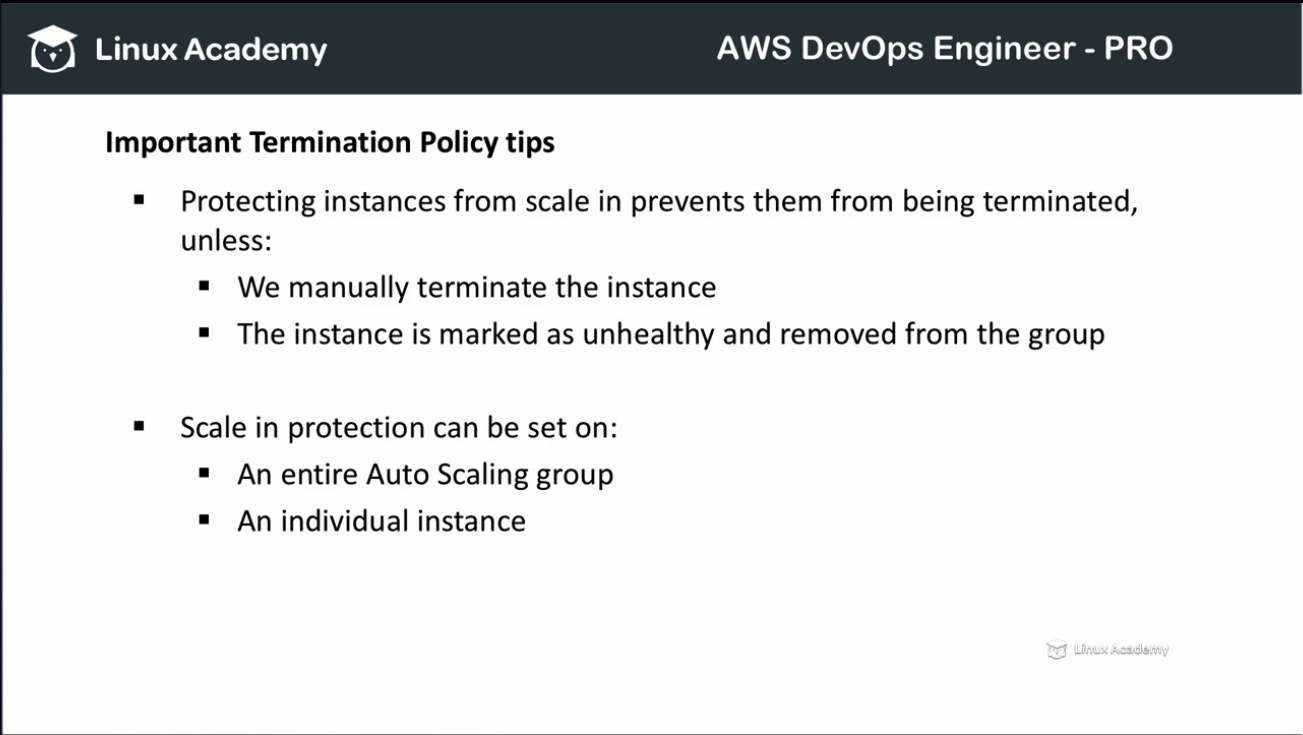 Linux Academy
AWS DevOps Engineer - PRO
Important Termination Policy tips
▪ Protecting instances from scale in prevents them from being terminated,
unless:
▪ We manually terminate the instance
▪ The instance is marked as unhealthy and removed from the group
▪ Scale in protection can be set on:
▪ An entire Auto Scaling group
▪ An individual instance
Linux Academy